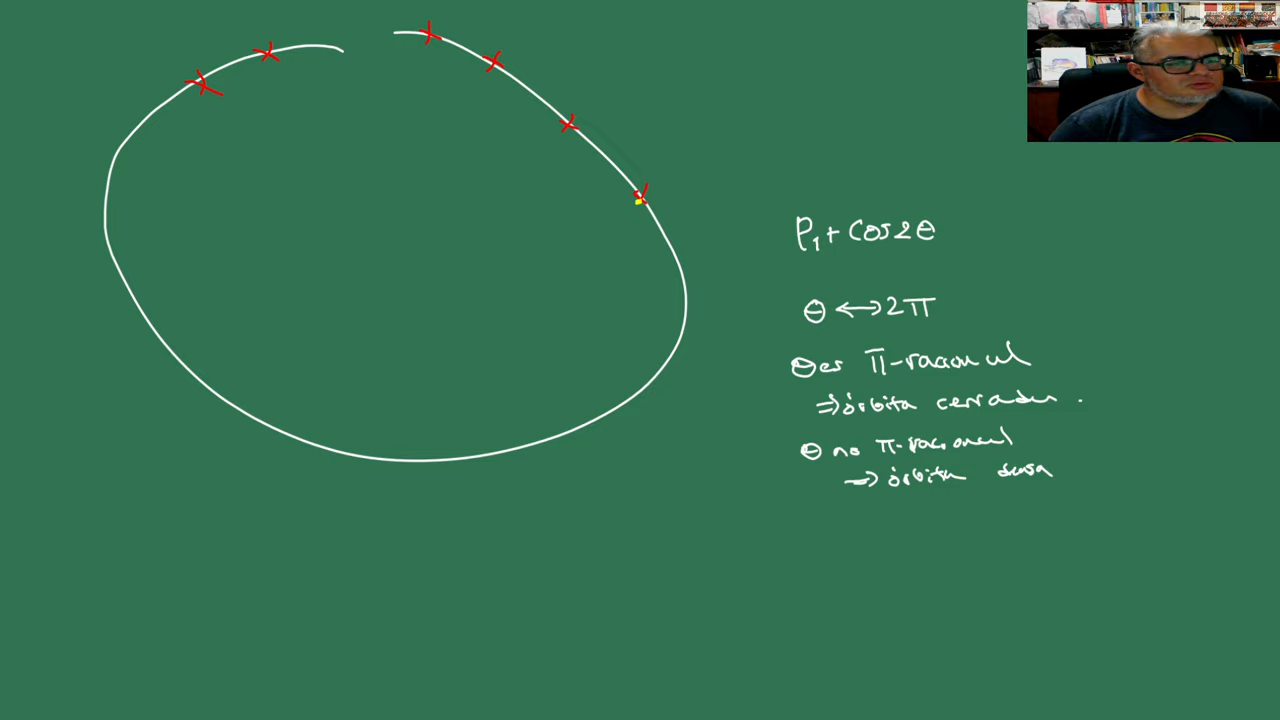 P₁ + cos2θ
θ ↔ 2π
θ es π-racional
⇒ órbita cerrada.
θ no π-racional
→ órbita densa